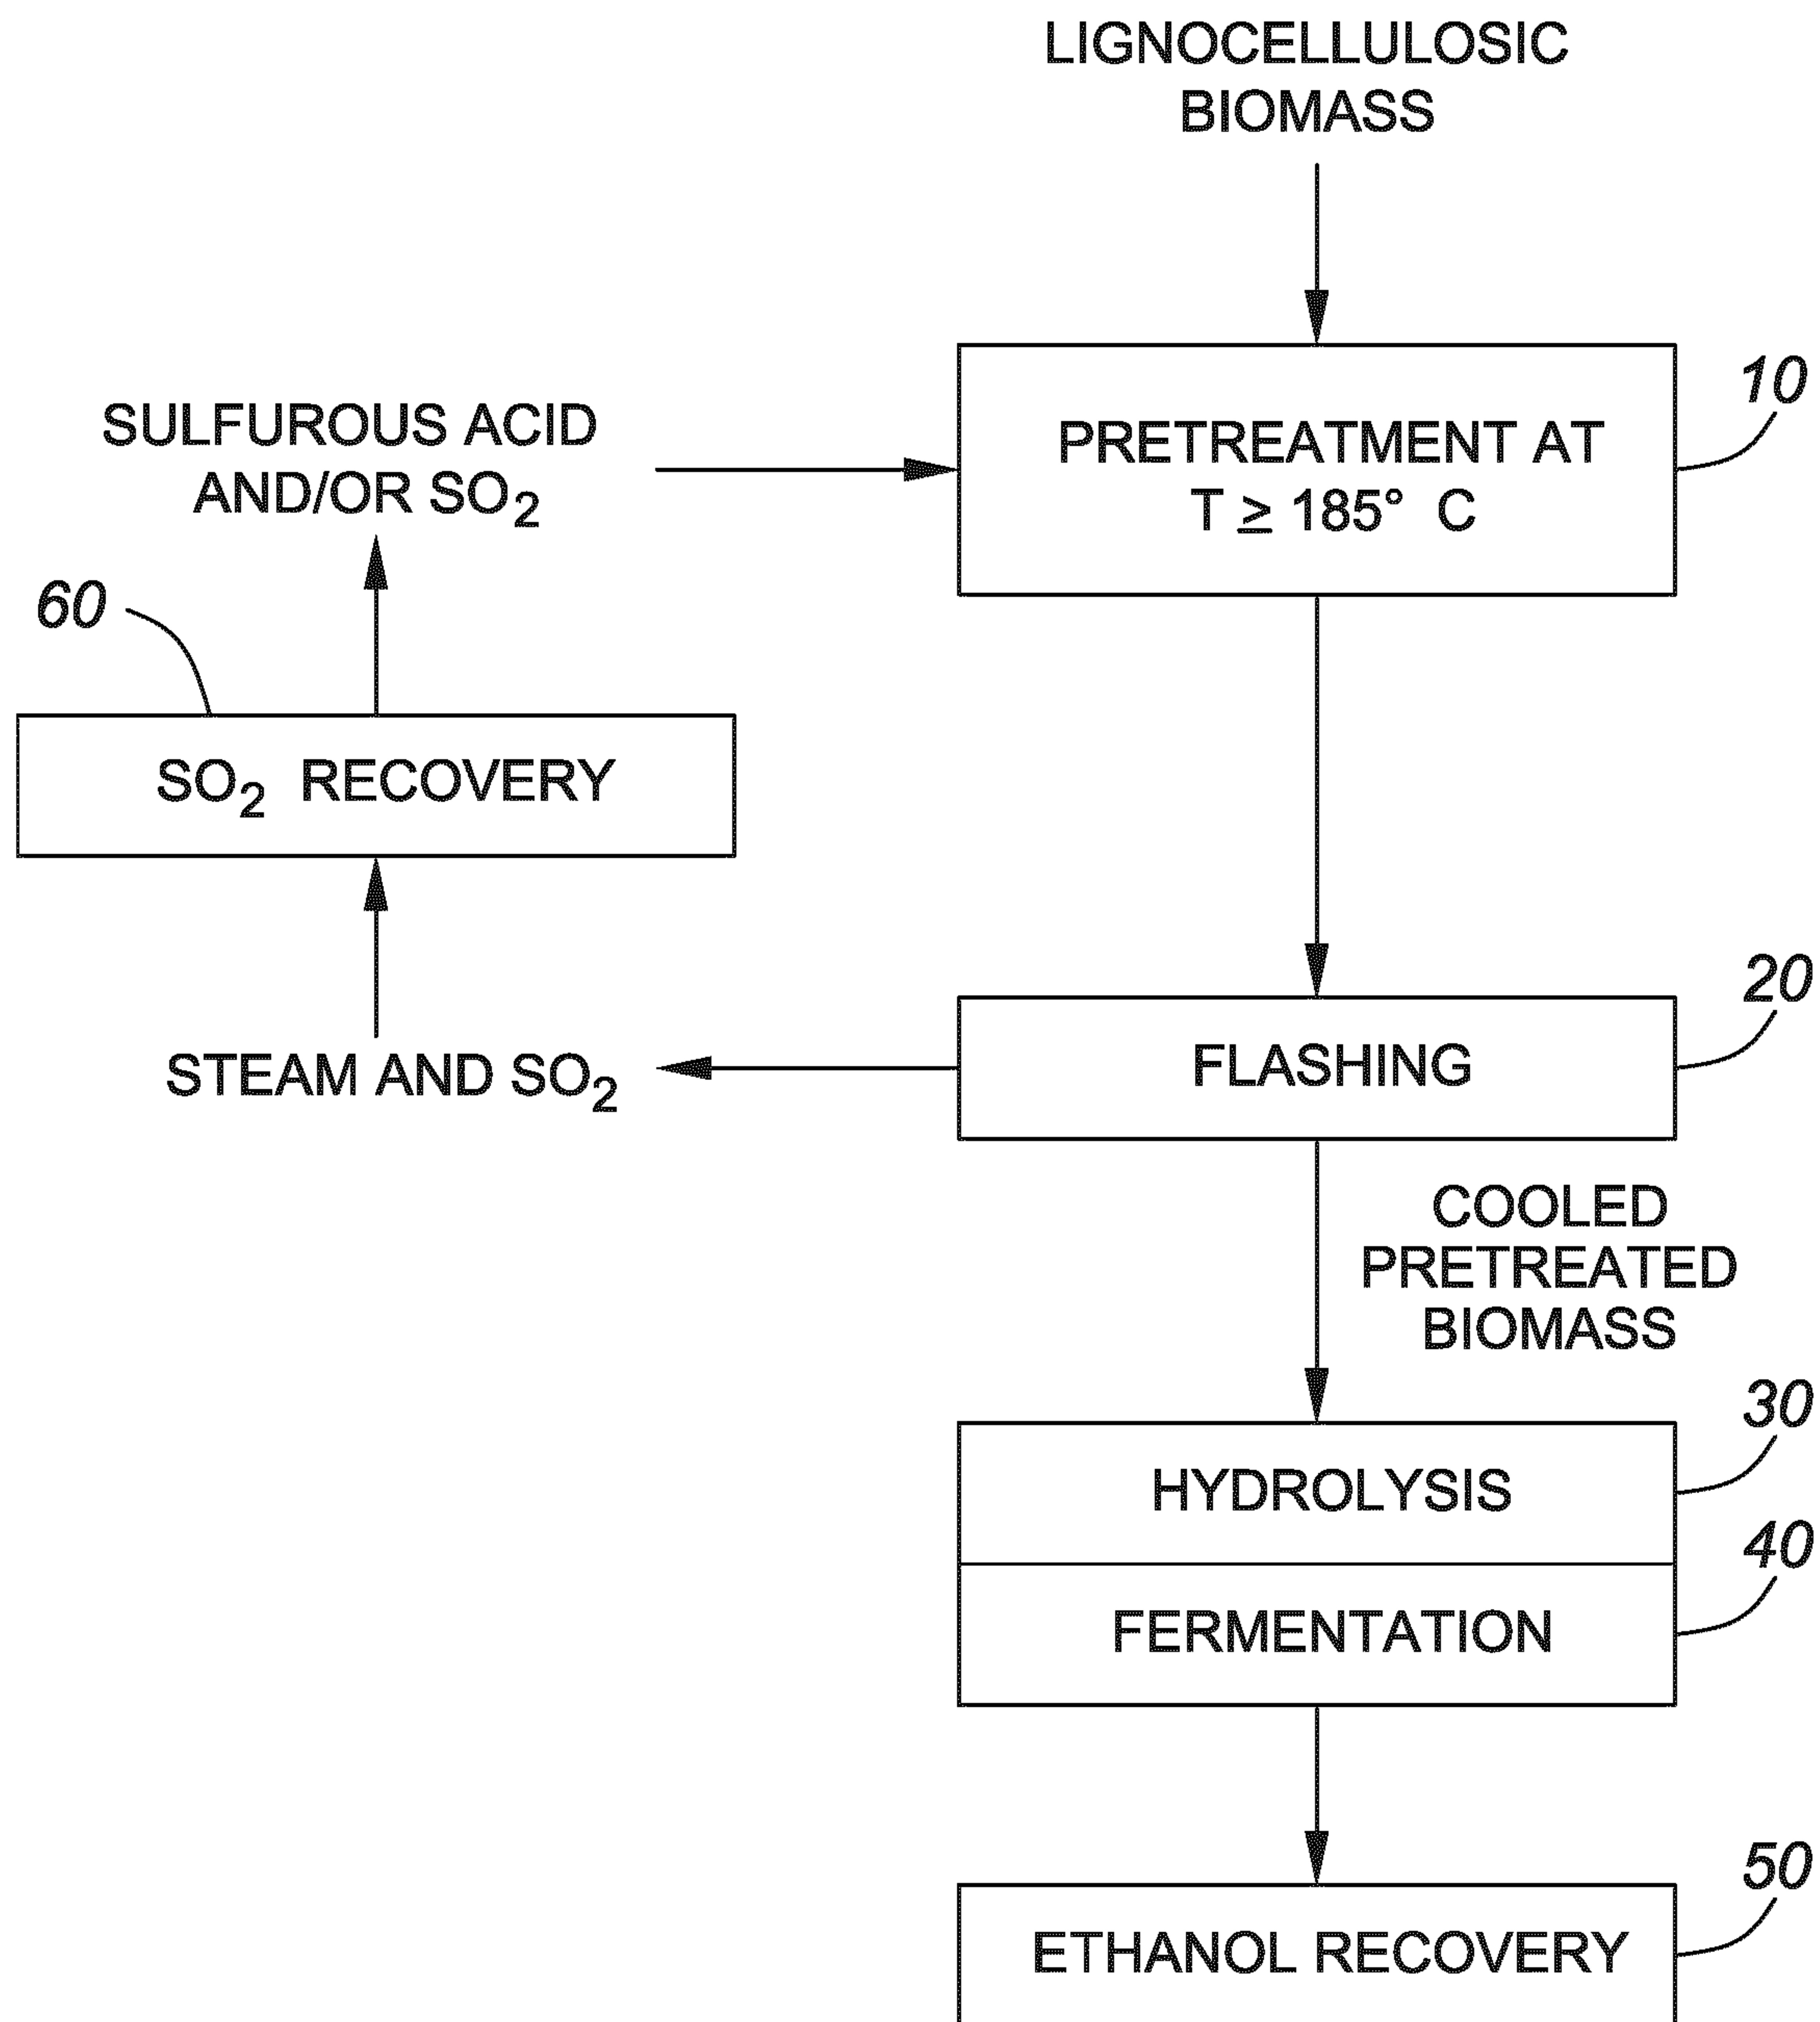 LIGNOCELLULOSIC
BIOMASS
10
SULFUROUS ACID
AND/OR SO₂
PRETREATMENT AT
T ≥ 185° C
60
SO₂ RECOVERY
20
STEAM AND SO₂
FLASHING
COOLED
PRETREATED
BIOMASS
30
HYDROLYSIS
40
FERMENTATION
50
ETHANOL RECOVERY